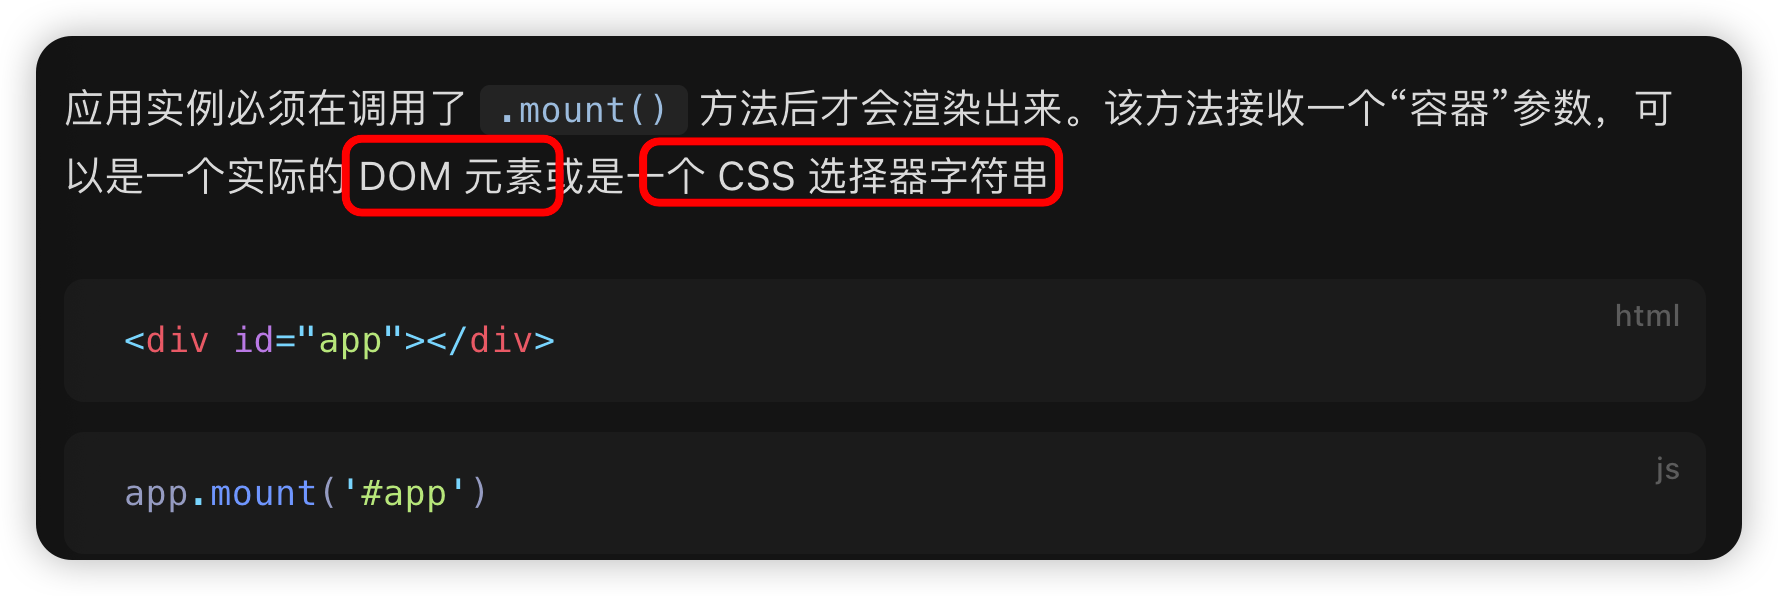 应用实例必须在调用了 .mount() 方法后才会渲染出来。该方法接收一个“容器”参数，可
以是一个实际的 DOM 元素或是一个 CSS 选择器字符串
html
<div id="app"></div>
js
app.mount('#app')